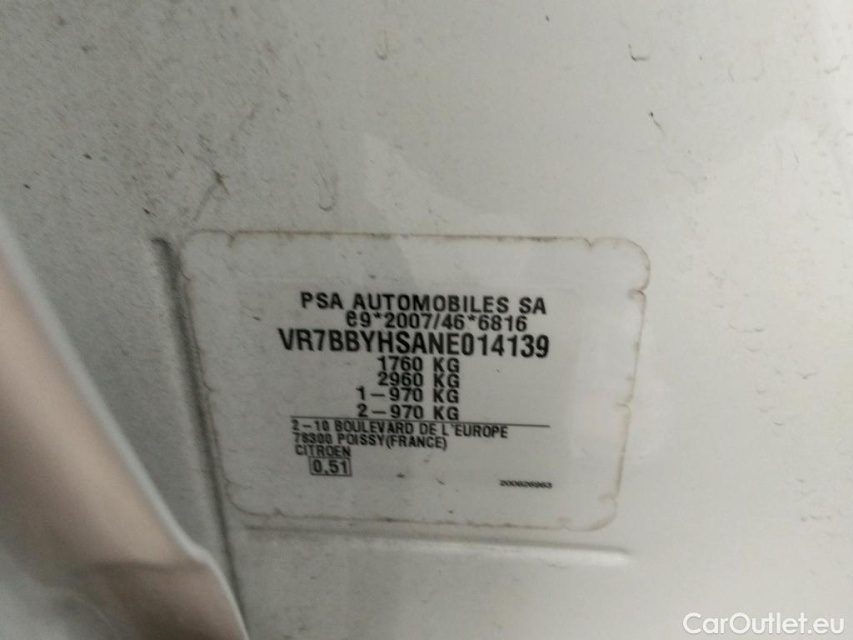 PSA AUTOMOBILES SA
e9*2007/46*6816
VR7BBYHSANE014139
1760 KG
2960 KG
1-970 KG
2-970 KG
2-10 BOULEVARD DE L'EUROPE
78300 POISSY(FRANCE)
CITROEN
0.51
CarOutlet.eu